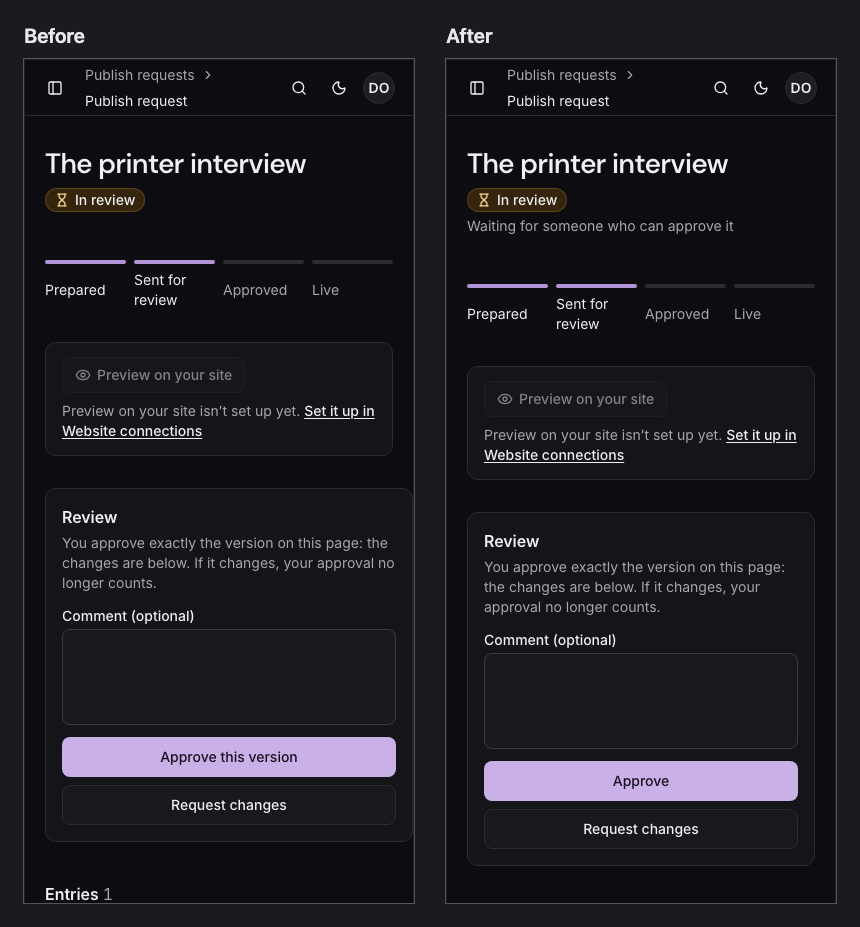 Before
Publish requests
Publish request
DO
The printer interview
In review
Prepared
Sent for
review
Approved
Live
Preview on your site
Preview on your site isn’t set up yet. Set it up in
Website connections
Review
You approve exactly the version on this page: the
changes are below. If it changes, your approval no
longer counts.
Comment (optional)
Approve this version
Request changes
Entries 1
After
Publish requests
Publish request
DO
The printer interview
In review
Waiting for someone who can approve it
Prepared
Sent for
review
Approved
Live
Preview on your site
Preview on your site isn’t set up yet. Set it up in
Website connections
Review
You approve exactly the version on this page:
the changes are below. If it changes, your
approval no longer counts.
Comment (optional)
Approve
Request changes